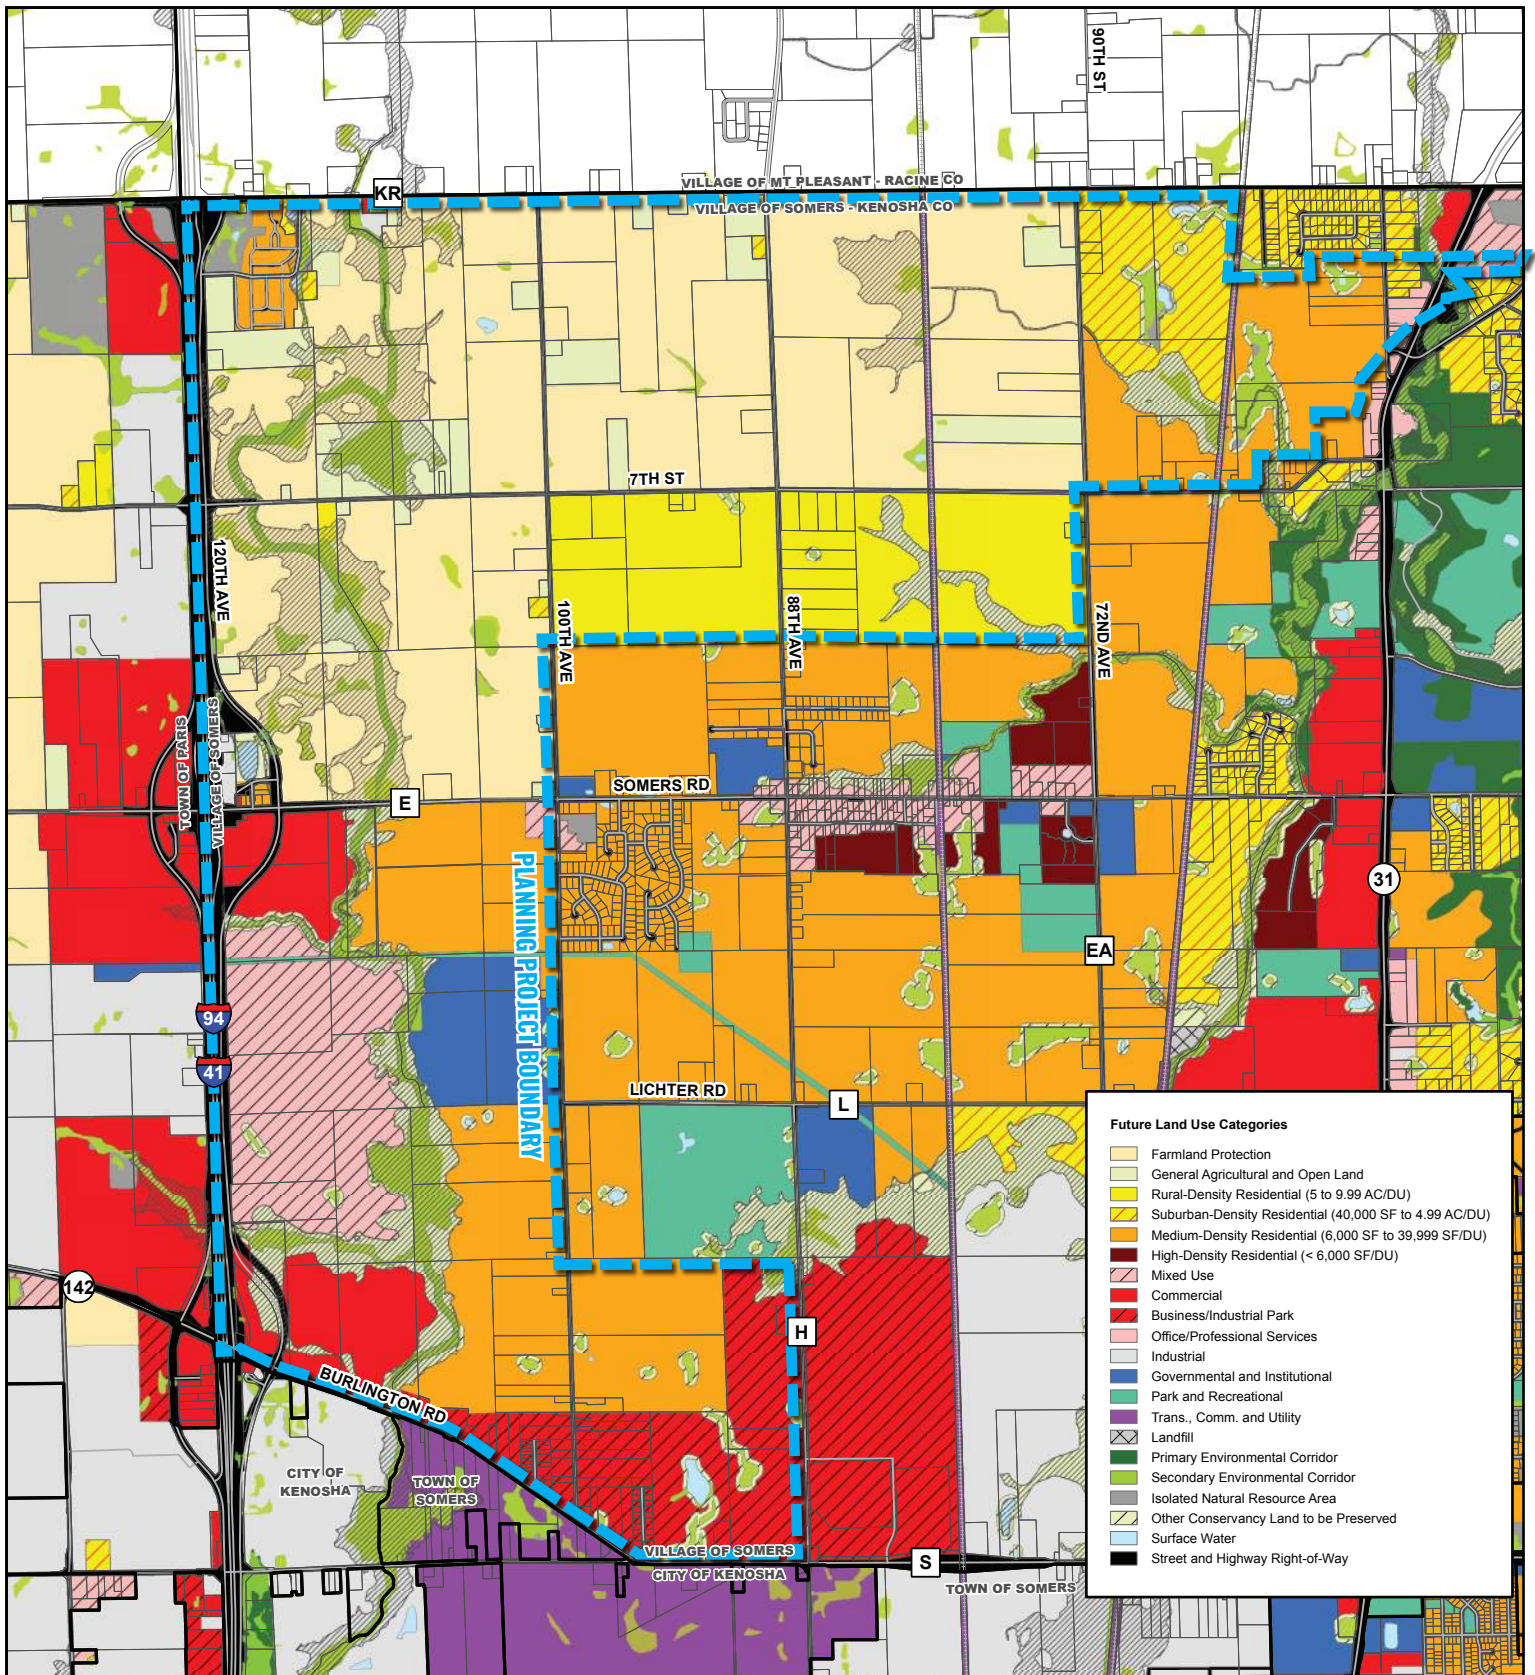 90TH ST
KR
VILLAGE OF MT PLEASANT - RACINE CO
VILLAGE OF SOMERS - KENOSHA CO
7TH ST
120TH AVE
100TH AVE
88TH AVE
72ND AVE
TOWN OF PARIS
VILLAGE OF SOMERS
E
SOMERS RD
PLANNING PROJECT BOUNDARY
31
EA
94
41
LICHTER RD
L
142
H
BURLINGTON RD
CITY OF
KENOSHA
TOWN OF
SOMERS
VILLAGE OF SOMERS
CITY OF KENOSHA
S
TOWN OF SOMERS
Future Land Use Categories
Farmland Protection
General Agricultural and Open Land
Rural-Density Residential (5 to 9.99 AC/DU)
Suburban-Density Residential (40,000 SF to 4.99 AC/DU)
Medium-Density Residential (6,000 SF to 39,999 SF/DU)
High-Density Residential (< 6,000 SF/DU)
Mixed Use
Commercial
Business/Industrial Park
Office/Professional Services
Industrial
Governmental and Institutional
Park and Recreational
Trans., Comm. and Utility
Landfill
Primary Environmental Corridor
Secondary Environmental Corridor
Isolated Natural Resource Area
Other Conservancy Land to be Preserved
Surface Water
Street and Highway Right-of-Way